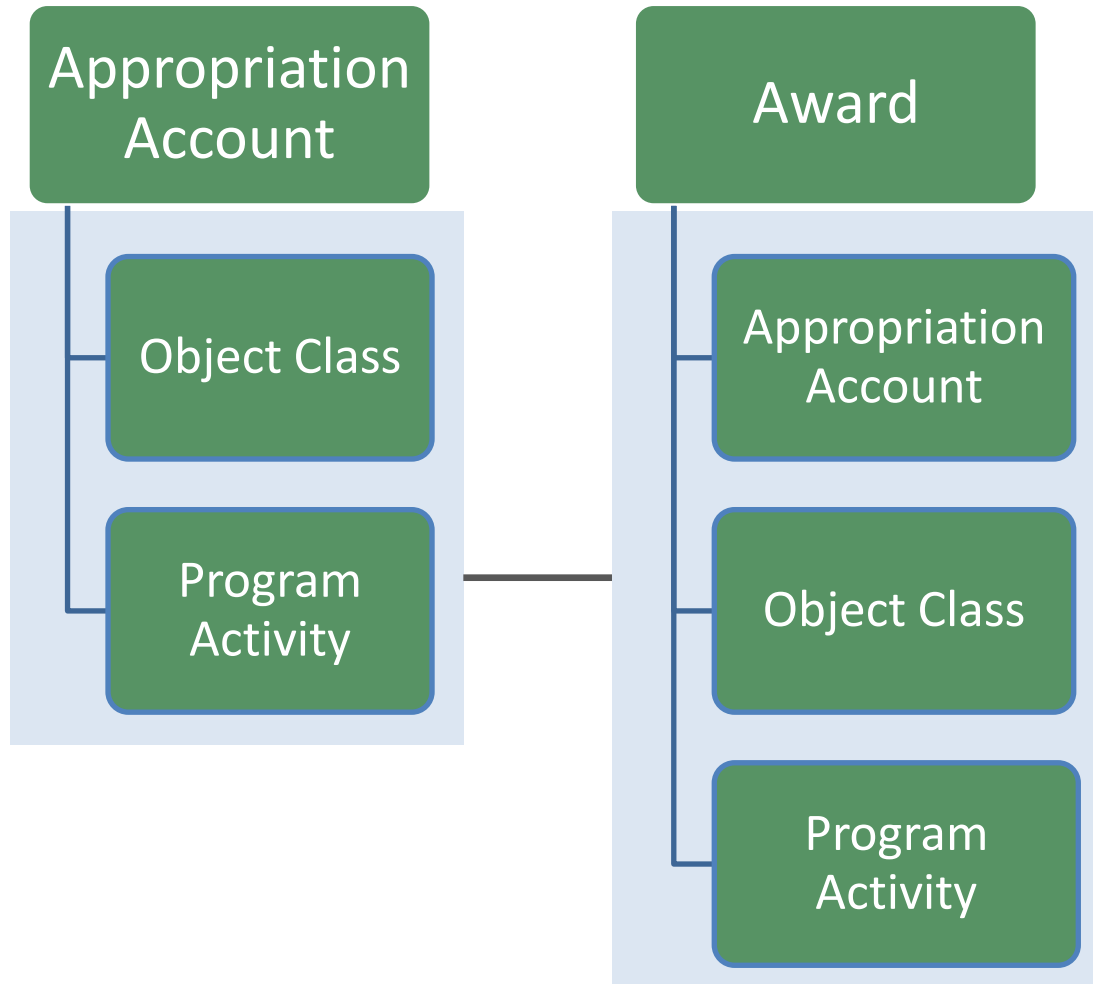 Appropriation
Account
Object Class
Program
Activity
Award
Appropriation
Account
Object Class
Program
Activity